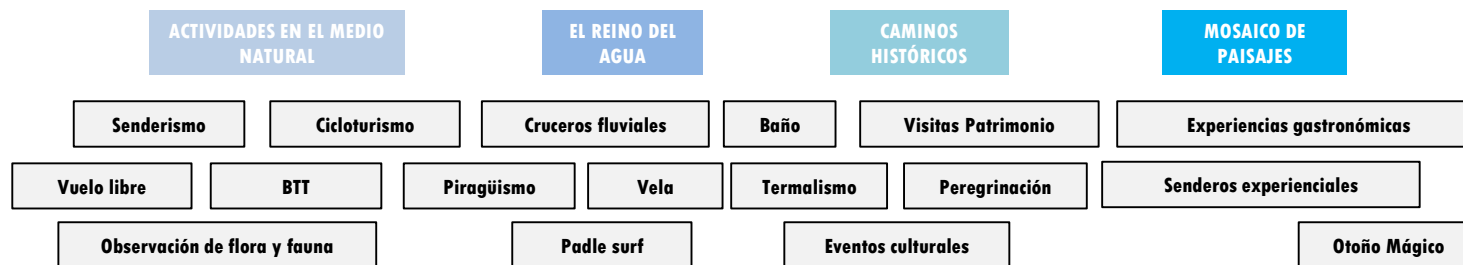 ACTIVIDADES EN EL MEDIO
NATURAL
EL REINO DEL
AGUA
CAMINOS
HISTÓRICOS
MOSAICO DE
PAISAJES
Senderismo
Cicloturismo
Cruceros fluviales
Baño
Visitas Patrimonio
Experiencias gastronómicas
Vuelo libre
BTT
Piragüismo
Vela
Termalismo
Peregrinación
Senderos experienciales
Observación de flora y fauna
Padle surf
Eventos culturales
Otoño Mágico